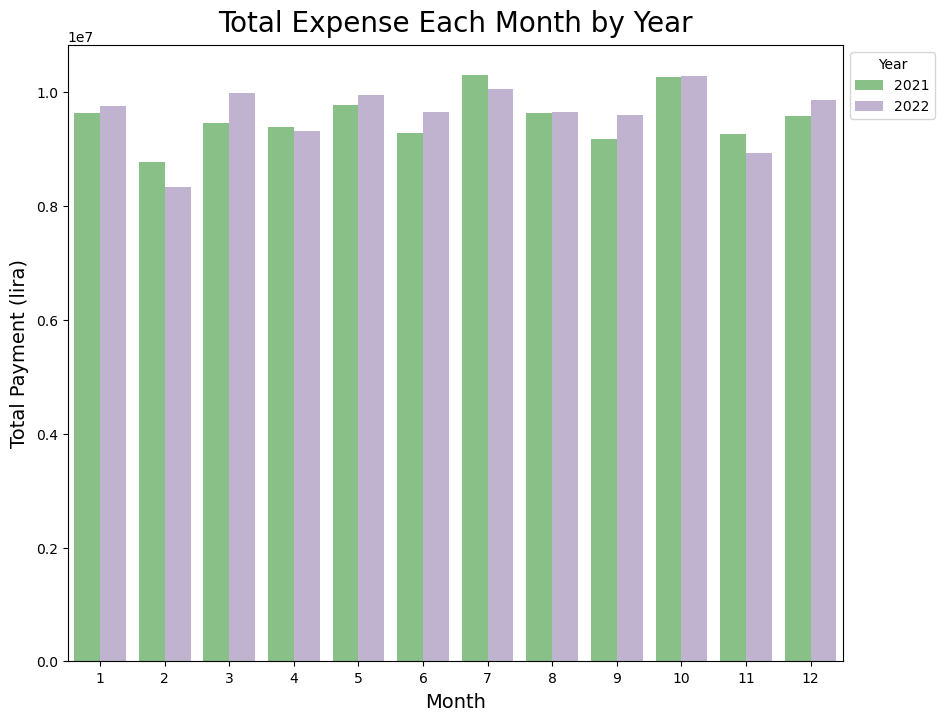 Total Expense Each Month by Year
1e7
Year
2021
2022
1.0
0.8
0.6
0.4
0.2
0.0
Total Payment (lira)
1 2 3 4 5 6 7 8 9 10 11 12
Month